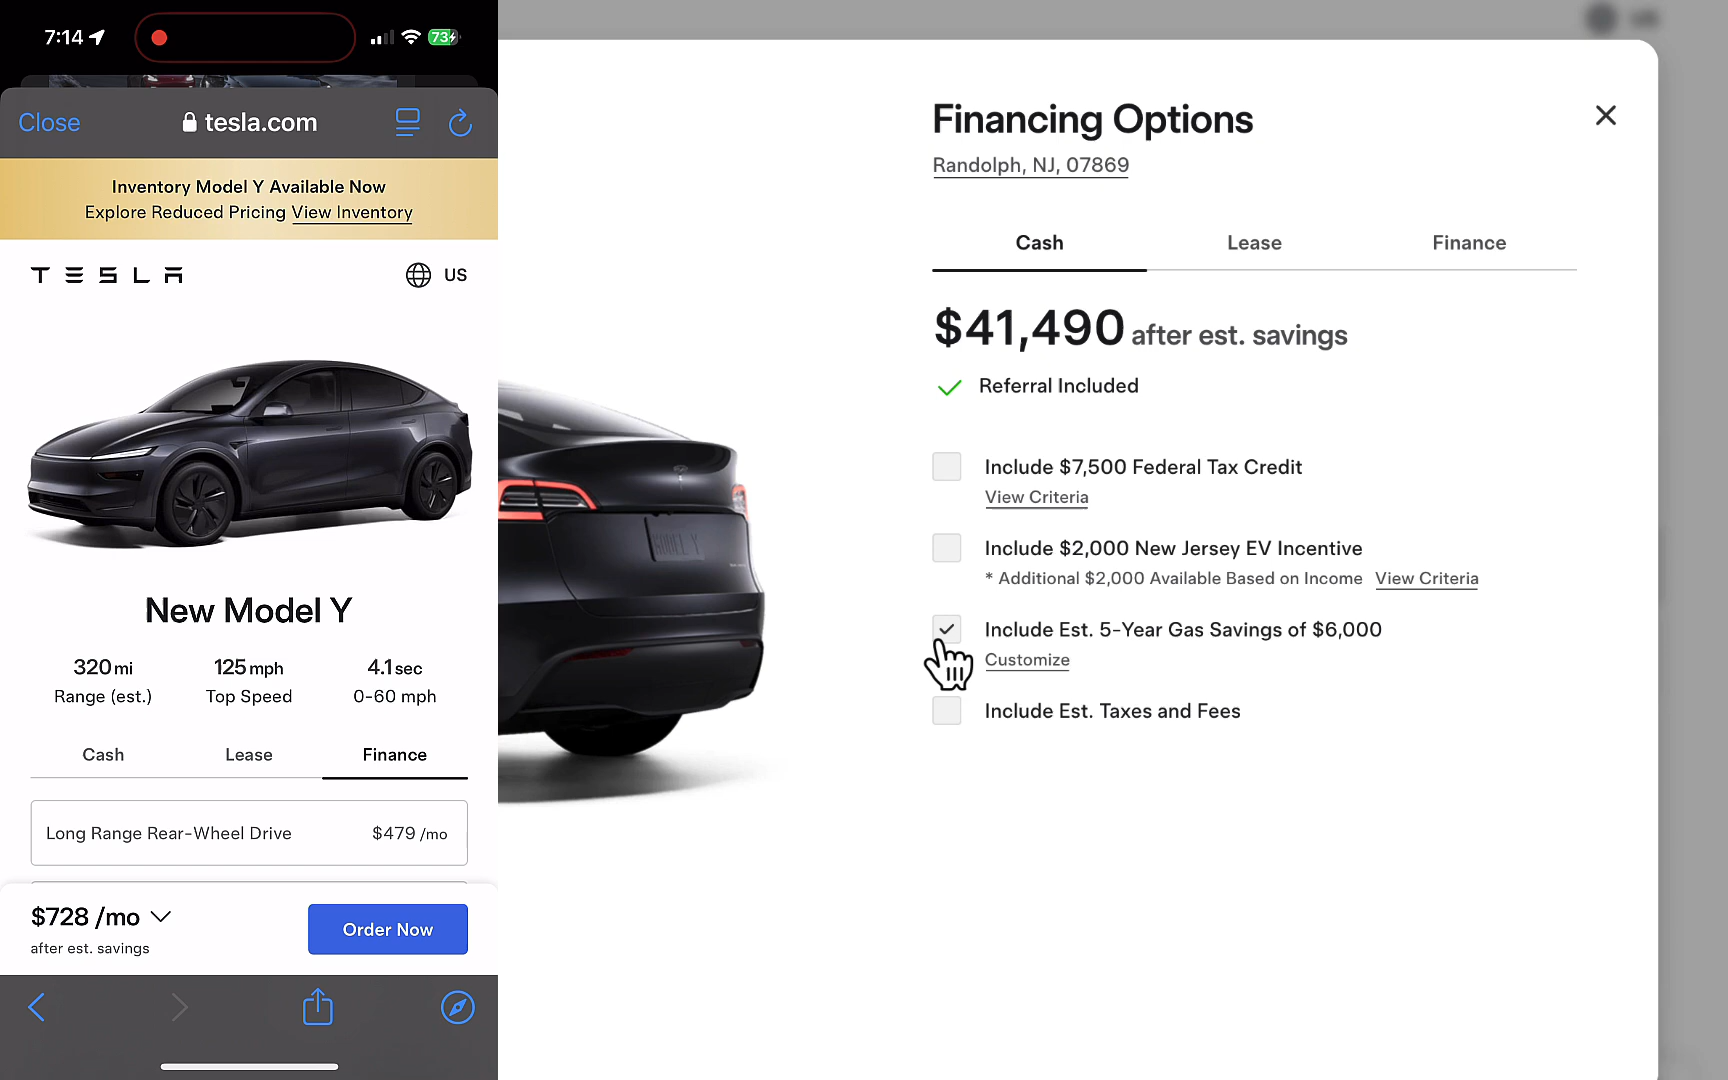 7:14
73
Close
tesla.com
Inventory Model Y Available Now
Explore Reduced Pricing View Inventory
TESLA
US
New Model Y
320 mi
Range (est.)
125 mph
Top Speed
4.1 sec
0-60 mph
Cash
Lease
Finance
Long Range Rear-Wheel Drive $479 /mo
$728 /mo
after est. savings
Order Now
MODEL Y
Financing Options
Randolph, NJ, 07869
Cash
Lease
Finance
$41,490 after est. savings
Referral Included
Include $7,500 Federal Tax Credit
View Criteria
Include $2,000 New Jersey EV Incentive
* Additional $2,000 Available Based on Income View Criteria
Include Est. 5-Year Gas Savings of $6,000
Customize
Include Est. Taxes and Fees